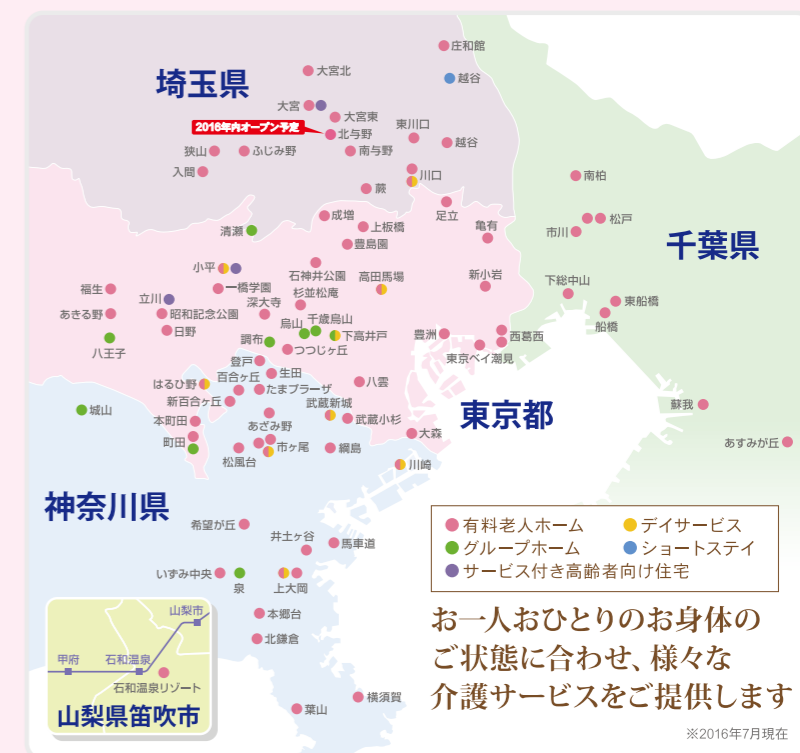 庄和館
大宮北
越谷
埼玉県
大宮
大宮東
2016年内オープン予定
北与野
東川口
越谷
狭山
ふじみ野
南与野
入間
川口
蕨
南柏
足立
成増
上板橋
亀有
松戸
清瀬
市川
豊島園
千葉県
小平
石神井公園
高田馬場
新小岩
下総中山
福生
一橋学園
杉並松庵
立川
深大寺
東船橋
あきる野
昭和記念公園
烏山
千歳烏山
船橋
日野
調布
下高井戸
豊洲
西葛西
八王子
つつじヶ丘
東京ベイ潮見
登戸
はるひ野
百合ヶ丘
生田
八雲
たまプラーザ
新百合ヶ丘
武蔵新城
城山
東京都
蘇我
本町田
あざみ野
武蔵小杉
大森
町田
市ヶ尾
綱島
あすみが丘
松風台
川崎
神奈川県
希望が丘
井土ヶ谷
馬車道
有料老人ホーム
デイサービス
グループホーム
ショートステイ
サービス付き高齢者向け住宅
いずみ中央
泉
上大岡
山梨市
本郷台
お一人おひとりのお身体の
北鎌倉
甲府
石和温泉
ご状態に合わせ、様々な
石和温泉リゾート
横須賀
介護サービスをご提供します
葉山
山梨県笛吹市
※2016年7月現在